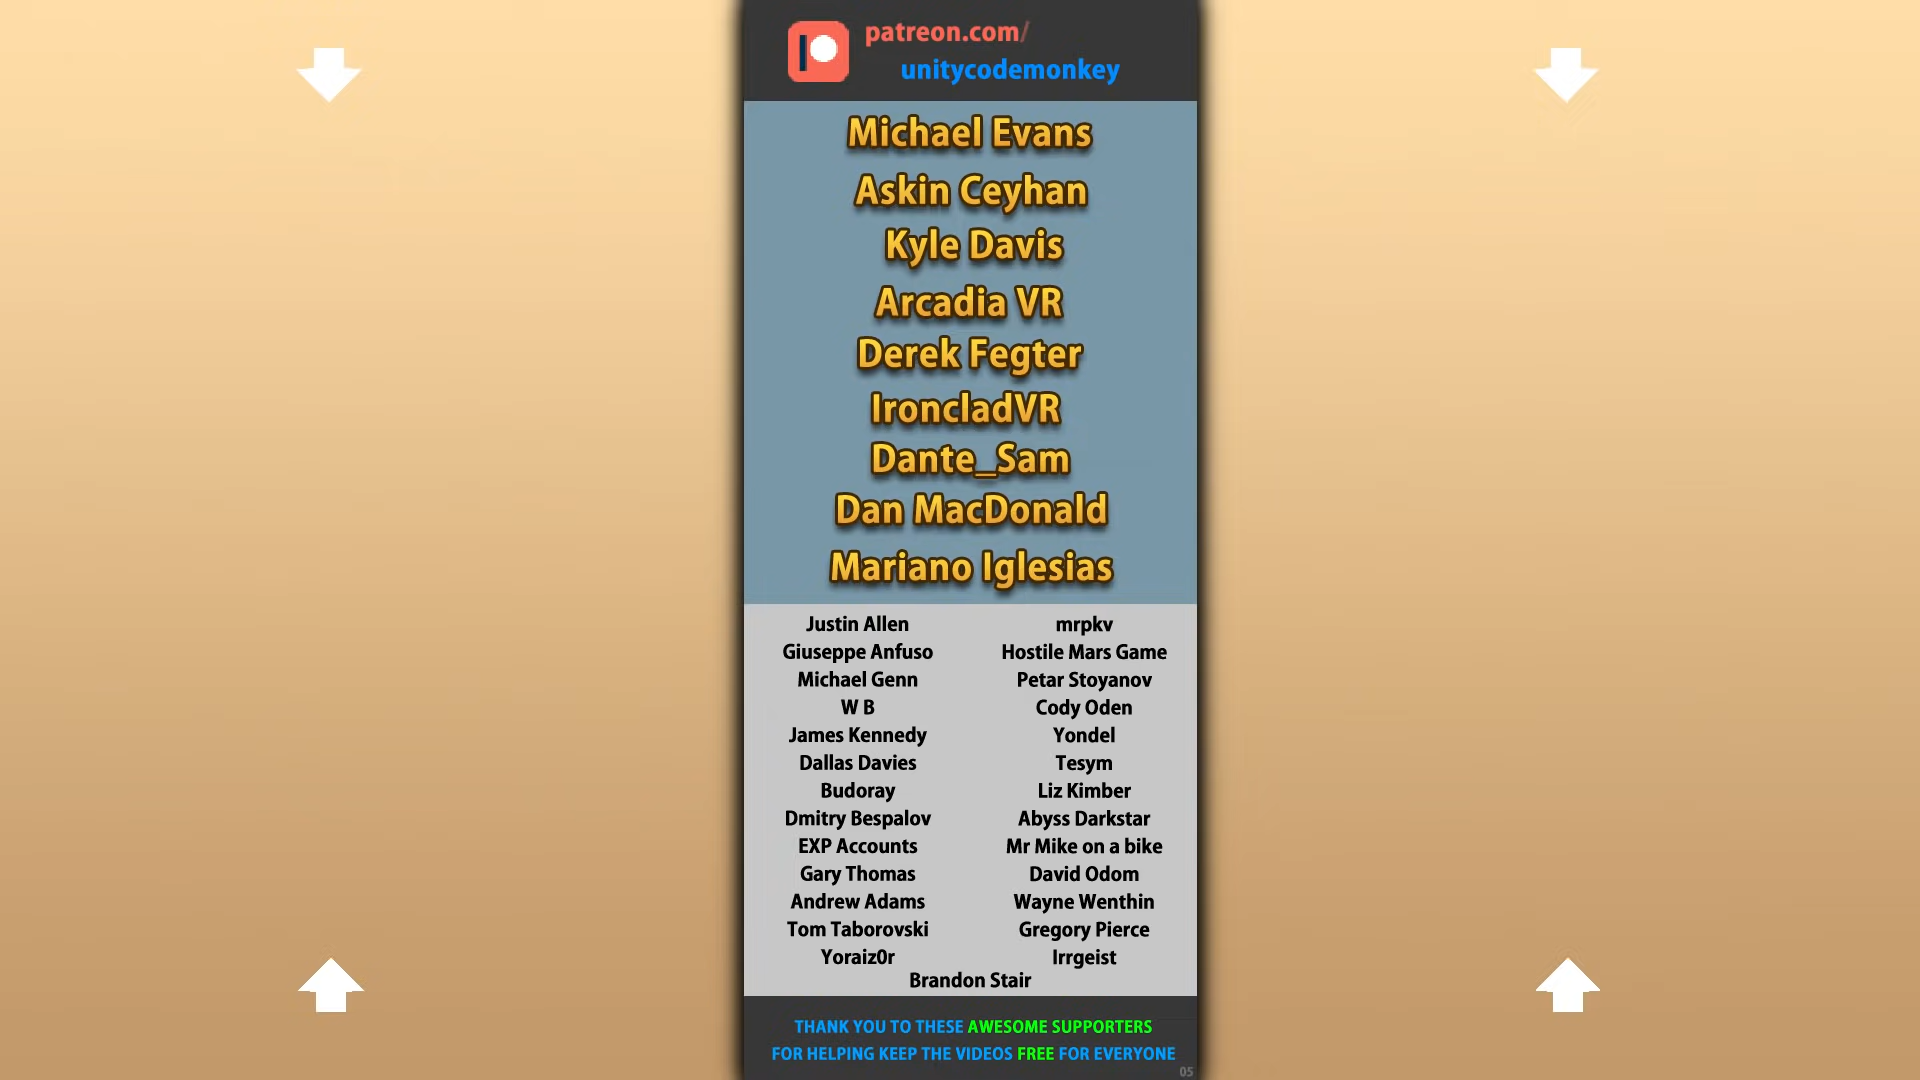 patreon.com/
unitycodemonkey
Michael Evans
Askin Ceyhan
Kyle Davis
Arcadia VR
Derek Fegter
IroncladVR
Dante_Sam
Dan MacDonald
Mariano Iglesias
Justin Allen
Giuseppe Anfuso
Michael Genn
W B
James Kennedy
Dallas Davies
Budoray
Dmitry Bespalov
EXP Accounts
Gary Thomas
Andrew Adams
Tom Taborovski
Yoraiz0r
mrpkv
Hostile Mars Game
Petar Stoyanov
Cody Oden
Yondel
Tesym
Liz Kimber
Abyss Darkstar
Mr Mike on a bike
David Odom
Wayne Wenthin
Gregory Pierce
Irrgeist
Brandon Stair
THANK YOU TO THESE AWESOME SUPPORTERS
FOR HELPING KEEP THE VIDEOS FREE FOR EVERYONE
05